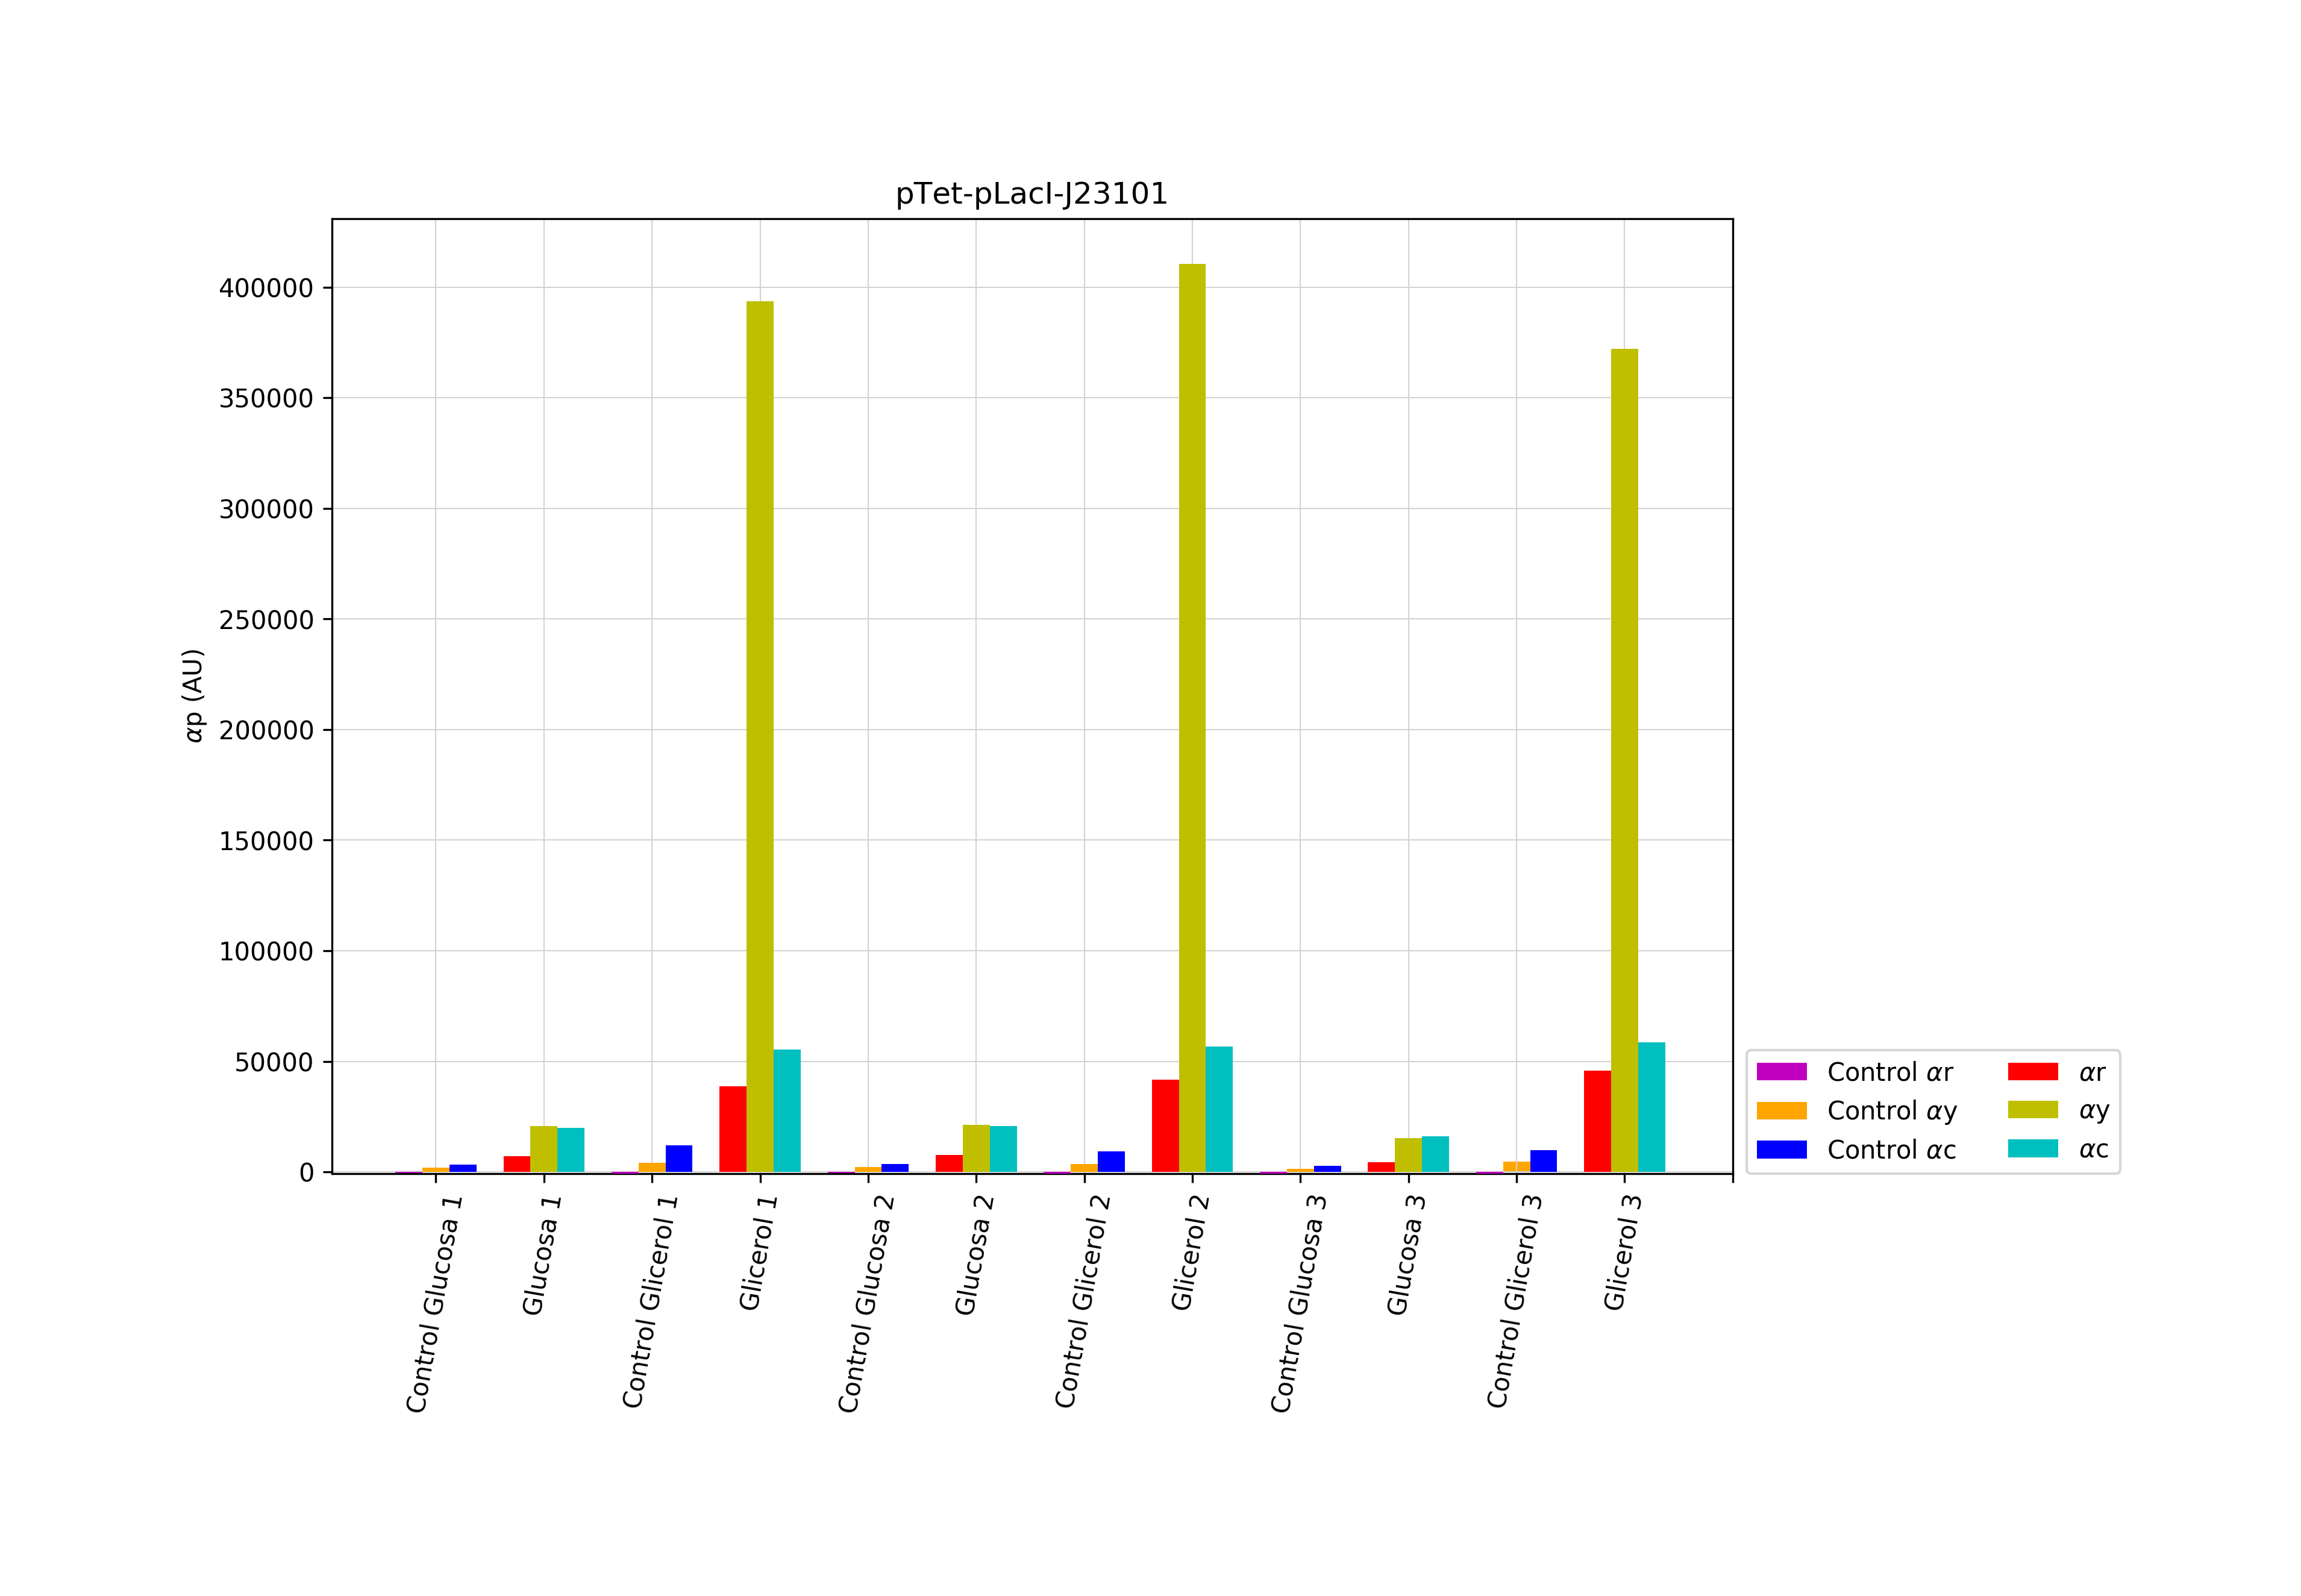 pTet-pLacI-J23101
αp (AU)
400000
350000
300000
250000
200000
150000
100000
50000
0
Control Glucosa 1
Glucosa 1
Control Glicerol 1
Glicerol 1
Control Glucosa 2
Glucosa 2
Control Glicerol 2
Glicerol 2
Control Glucosa 3
Glucosa 3
Control Glicerol 3
Glicerol 3
Control αr
Control αy
Control αc
αr
αy
αc